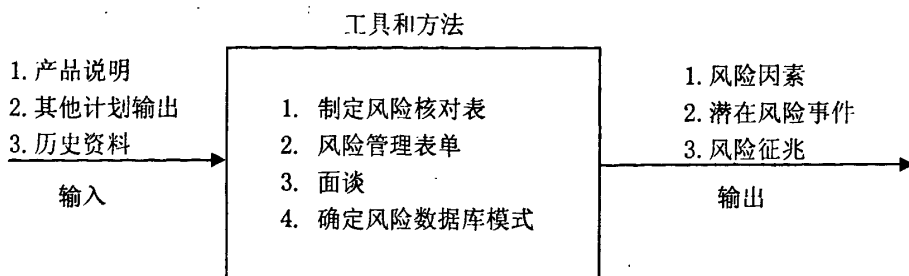 工具和方法
1. 产品说明
2. 其他计划输出
3. 历史资料
输入
1. 制定风险核对表
2. 风险管理表单
3. 面谈
4. 确定风险数据库模式
1. 风险因素
2. 潜在风险事件
3. 风险征兆
输出